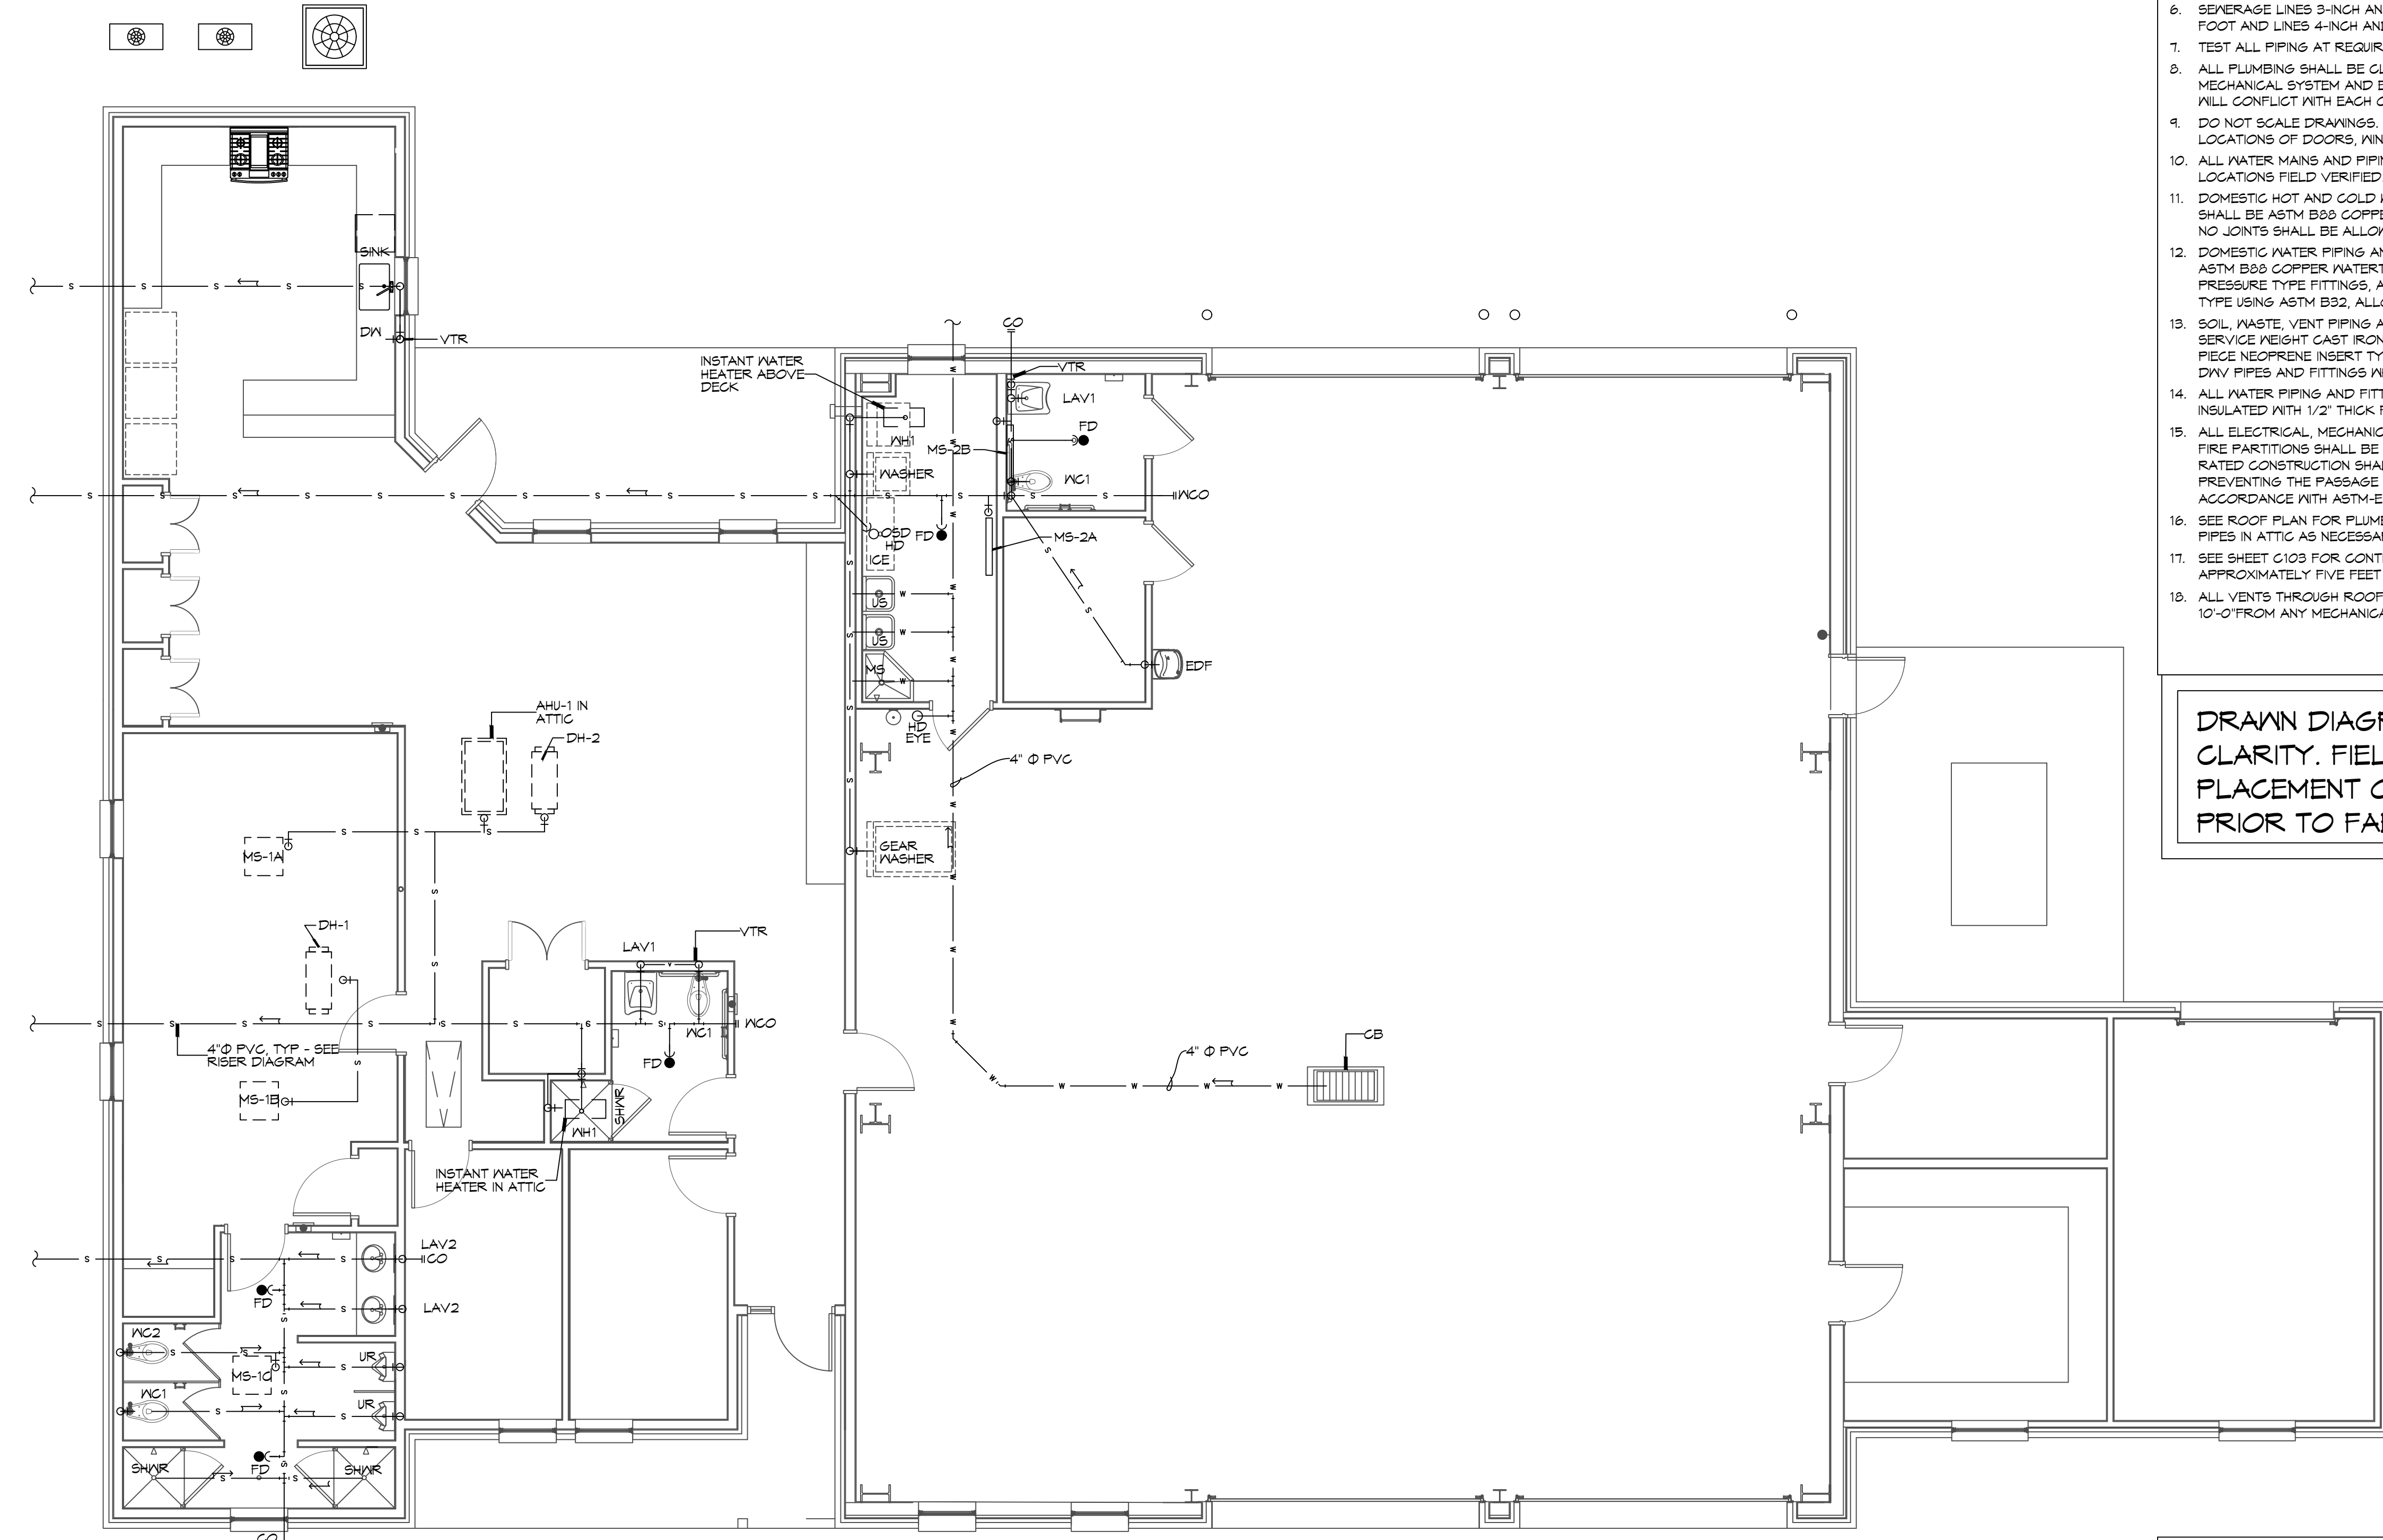 SINK
DW
VTR
INSTANT WATER
HEATER ABOVE
DECK
VTR
LAV1
FD
WH1
MS-2B
WASHER
WC1
WCO
OSD
HD
FD
ICE
MS-2A
US
US
MS
EDF
HD
EYE
AHU-1 IN
ATTIC
DH-2
4" Φ PVC
GEAR
WASHER
MS-1A
DH-1
LAV1
VTR
WC1
WCO
FD
4"Φ PVC, TYP - SEE
RISER DIAGRAM
MS-1B
SHWR
WH1
INSTANT WATER
HEATER IN ATTIC
4" Φ PVC
CB
LAV2
CO
LAV2
FD
WC2
UR
MS-1C
WC1
UR
SHWR
FD
SHWR
CO
CO
S
W
V
6. SEWERAGE LINES 3-INCH AN
FOOT AND LINES 4-INCH AN
7. TEST ALL PIPING AT REQUIR
8. ALL PLUMBING SHALL BE CL
MECHANICAL SYSTEM AND E
WILL CONFLICT WITH EACH O
9. DO NOT SCALE DRAWINGS.
LOCATIONS OF DOORS, WIN
10. ALL WATER MAINS AND PIPIN
LOCATIONS FIELD VERIFIED
11. DOMESTIC HOT AND COLD W
SHALL BE ASTM B88 COPPE
NO JOINTS SHALL BE ALLOW
12. DOMESTIC WATER PIPING AN
ASTM B88 COPPER WATERT
PRESSURE TYPE FITTINGS, A
TYPE USING ASTM B32, ALLO
13. SOIL, WASTE, VENT PIPING A
SERVICE WEIGHT CAST IRON
PIECE NEOPRENE INSERT TY
DWV PIPES AND FITTINGS WH
14. ALL WATER PIPING AND FITT
INSULATED WITH 1/2" THICK F
15. ALL ELECTRICAL, MECHANIC
FIRE PARTITIONS SHALL BE
RATED CONSTRUCTION SHAL
PREVENTING THE PASSAGE
ACCORDANCE WITH ASTM-E
16. SEE ROOF PLAN FOR PLUMB
PIPES IN ATTIC AS NECESSA
17. SEE SHEET C103 FOR CONTI
APPROXIMATELY FIVE FEET
18. ALL VENTS THROUGH ROOF
10'-0"FROM ANY MECHANICA
DRAWN DIAGR
CLARITY. FIEL
PLACEMENT O
PRIOR TO FAB